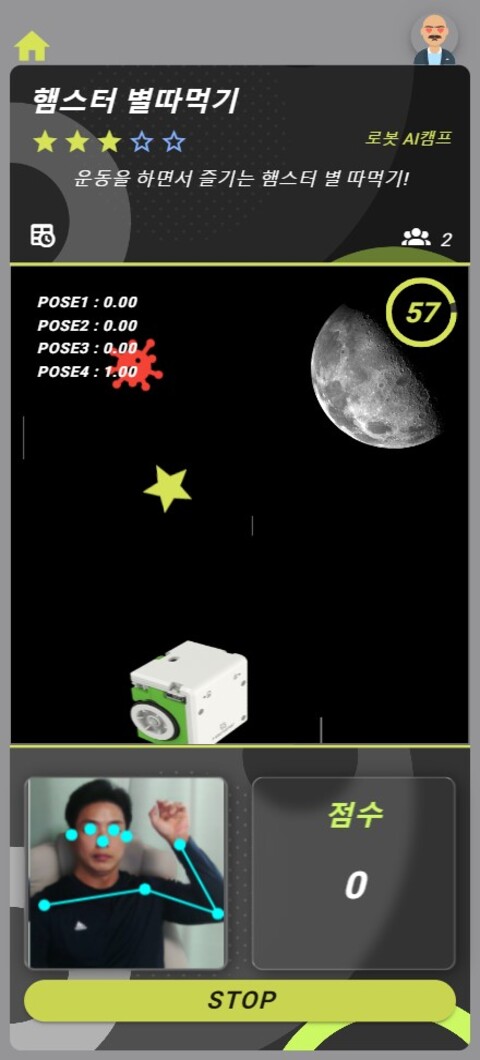 햄스터 별따먹기
로봇 AI캠프
운동을 하면서 즐기는 햄스터 별 따먹기!
2
POSE1 : 0.00
POSE2 : 0.00
POSE3 : 0.00
POSE4 : 1.00
57
점수
0
STOP